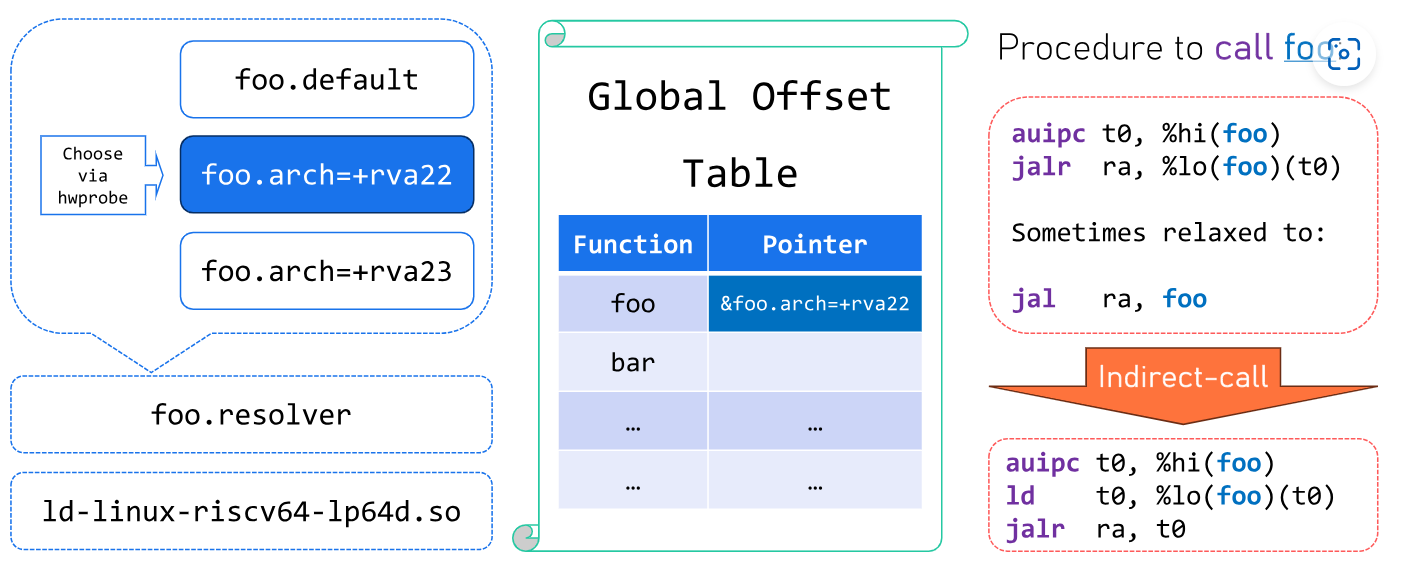 foo.default
Choose
via
hwprobe
foo.arch=+rva22
foo.arch=+rva23
foo.resolver
ld-linux-riscv64-lp64d.so
Global Offset
Table
Function Pointer
foo &foo.arch=+rva22
bar
… …
… …
Procedure to call foo
auipc t0, %hi(foo)
jalr ra, %lo(foo)(t0)
Sometimes relaxed to:
jal ra, foo
Indirect-call
auipc t0, %hi(foo)
ld t0, %lo(foo)(t0)
jalr ra, t0